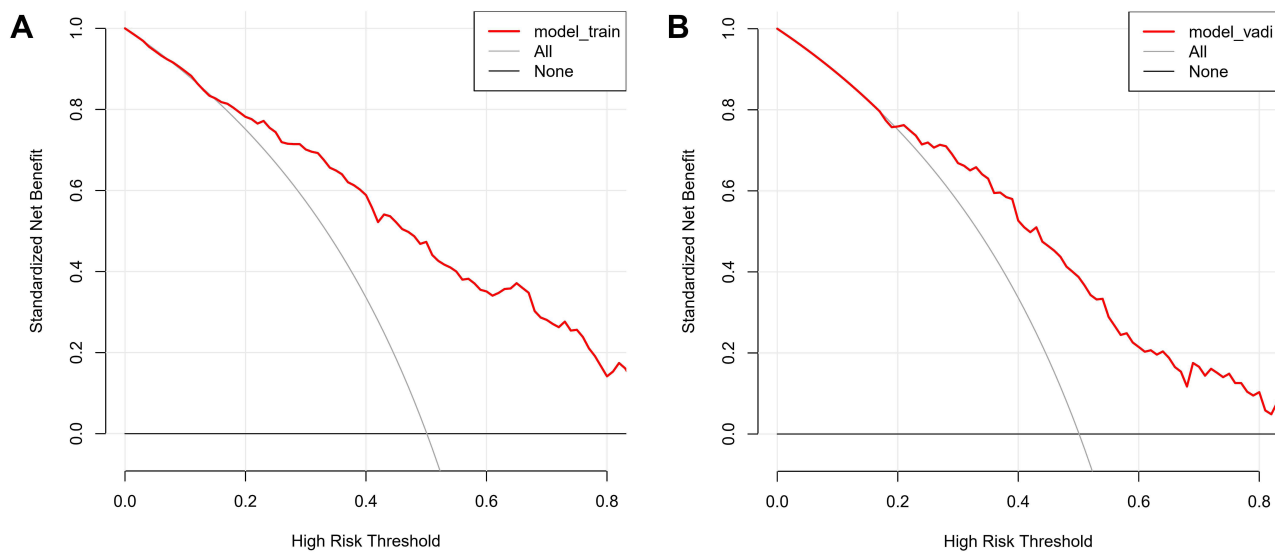 A
model_train
All
None
Standardized Net Benefit
1.0
0.8
0.6
0.4
0.2
0.0
0.0 0.2 0.4 0.6 0.8
High Risk Threshold
B
model_vadi
All
None
Standardized Net Benefit
1.0
0.8
0.6
0.4
0.2
0.0
0.0 0.2 0.4 0.6 0.8
High Risk Threshold